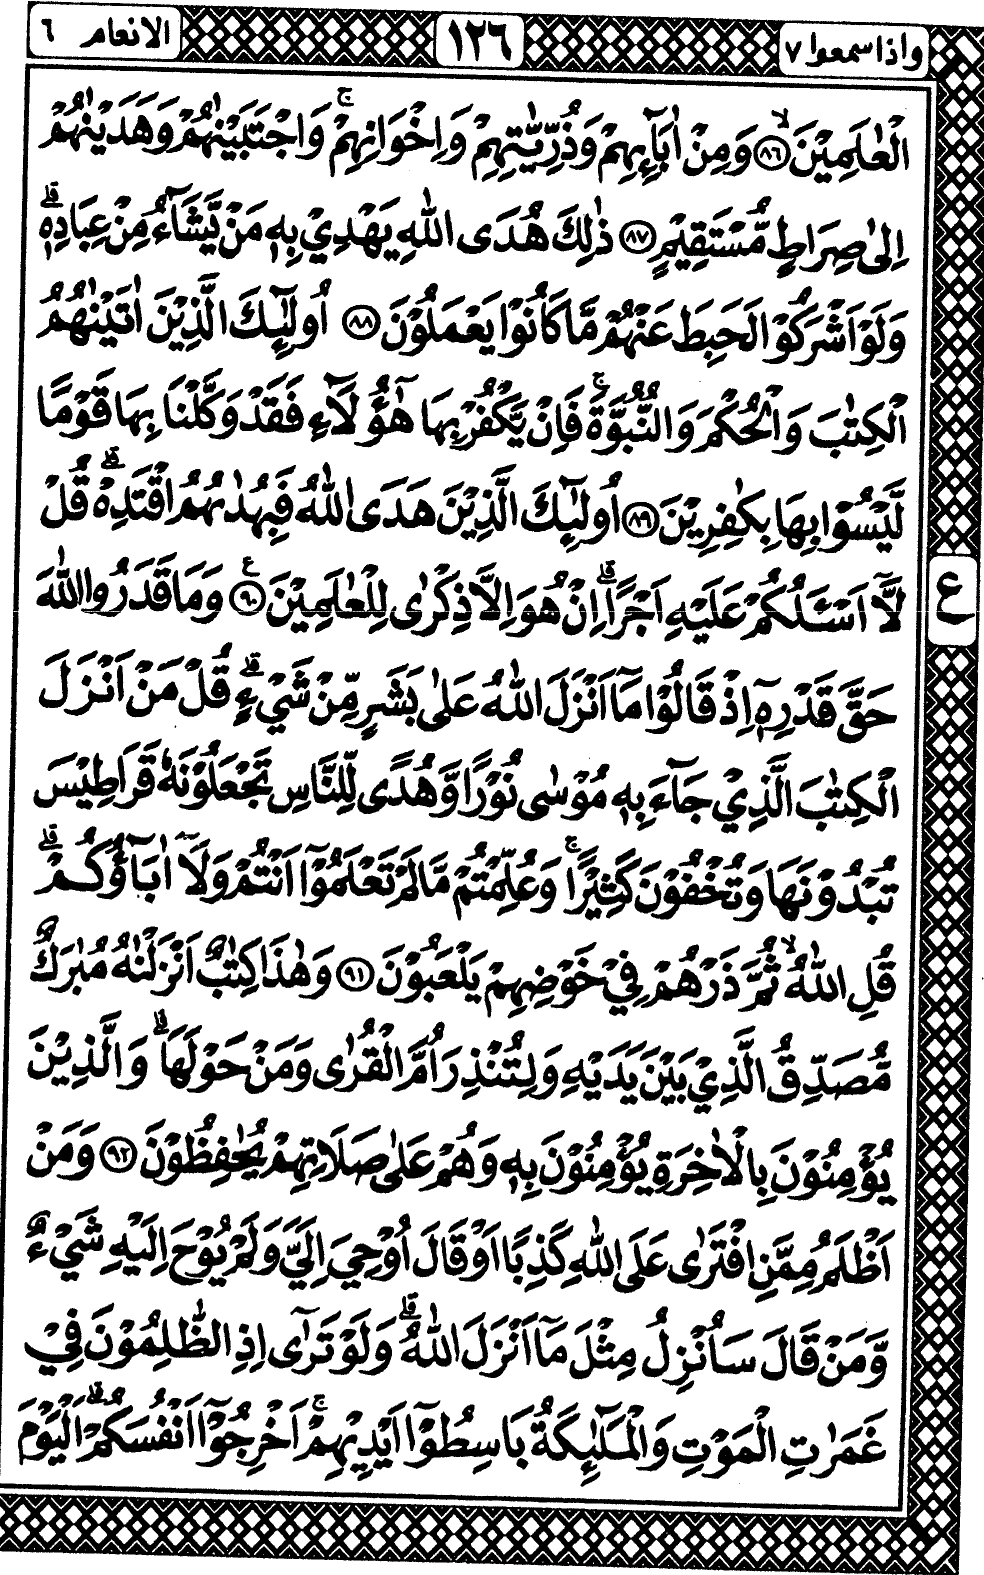 واذا سمعوا ٧
١٢٦
الانعام ٦
الْعٰلَمِيْنَ ﴿٨٦﴾ۙ وَمِنْ اٰبَآئِهِمْ وَذُرِّيّٰتِهِمْ وَاِخْوَانِهِمْ ۚ وَاجْتَبَيْنٰهُمْ وَهَدَيْنٰهُمْ
اِلٰى صِرَاطٍ مُّسْتَقِيْمٍ ﴿٨٧﴾ ذٰلِكَ هُدَى اللّٰهِ يَهْدِيْ بِهٖ مَنْ يَّشَآءُ مِنْ عِبَادِهٖ ۗ
وَلَوْ اَشْرَكُوْا لَحَبِطَ عَنْهُمْ مَّا كَانُوْا يَعْمَلُوْنَ ﴿٨٨﴾ اُولٰٓئِكَ الَّذِيْنَ اٰتَيْنٰهُمُ
الْكِتٰبَ وَالْحُكْمَ وَالنُّبُوَّةَ ۚ فَاِنْ يَّكْفُرْ بِهَا هٰٓؤُلَآءِ فَقَدْ وَكَّلْنَا بِهَا قَوْمًا
لَّيْسُوْا بِهَا بِكٰفِرِيْنَ ﴿٨٩﴾ اُولٰٓئِكَ الَّذِيْنَ هَدَى اللّٰهُ فَبِهُدٰىهُمُ اقْتَدِهْ ۗ قُلْ
لَّآ اَسْـَٔلُكُمْ عَلَيْهِ اَجْرًا ۗ اِنْ هُوَ اِلَّا ذِكْرٰى لِلْعٰلَمِيْنَ ﴿٩٠﴾ ع وَمَا قَدَرُوا اللّٰهَ
ع
حَقَّ قَدْرِهٖٓ اِذْ قَالُوْا مَآ اَنْزَلَ اللّٰهُ عَلٰى بَشَرٍ مِّنْ شَيْءٍ ۗ قُلْ مَنْ اَنْزَلَ
الْكِتٰبَ الَّذِيْ جَآءَ بِهٖ مُوْسٰى نُوْرًا وَّهُدًى لِّلنَّاسِ تَجْعَلُوْنَهٗ قَرَاطِيْسَ
تُبْدُوْنَهَا وَتُخْفُوْنَ كَثِيْرًا ۚ وَعُلِّمْتُمْ مَّا لَمْ تَعْلَمُوْٓا اَنْتُمْ وَلَآ اٰبَآؤُكُمْ ۗ
قُلِ اللّٰهُ ۙ ثُمَّ ذَرْهُمْ فِيْ خَوْضِهِمْ يَلْعَبُوْنَ ﴿٩١﴾ وَهٰذَا كِتٰبٌ اَنْزَلْنٰهُ مُبٰرَكٌ
مُّصَدِّقُ الَّذِيْ بَيْنَ يَدَيْهِ وَلِتُنْذِرَ اُمَّ الْقُرٰى وَمَنْ حَوْلَهَا ۗ وَالَّذِيْنَ
يُؤْمِنُوْنَ بِالْاٰخِرَةِ يُؤْمِنُوْنَ بِهٖ وَهُمْ عَلٰى صَلَاتِهِمْ يُحٰفِظُوْنَ ﴿٩٢﴾ وَمَنْ
اَظْلَمُ مِمَّنِ افْتَرٰى عَلَى اللّٰهِ كَذِبًا اَوْ قَالَ اُوْحِيَ اِلَيَّ وَلَمْ يُوْحَ اِلَيْهِ شَيْءٌ
وَّمَنْ قَالَ سَاُنْزِلُ مِثْلَ مَآ اَنْزَلَ اللّٰهُ ۗ وَلَوْ تَرٰٓى اِذِ الظّٰلِمُوْنَ فِيْ
غَمَرٰتِ الْمَوْتِ وَالْمَلٰٓئِكَةُ بَاسِطُوْٓا اَيْدِيْهِمْ ۚ اَخْرِجُوْٓا اَنْفُسَكُمْ ۗ اَلْيَوْمَ